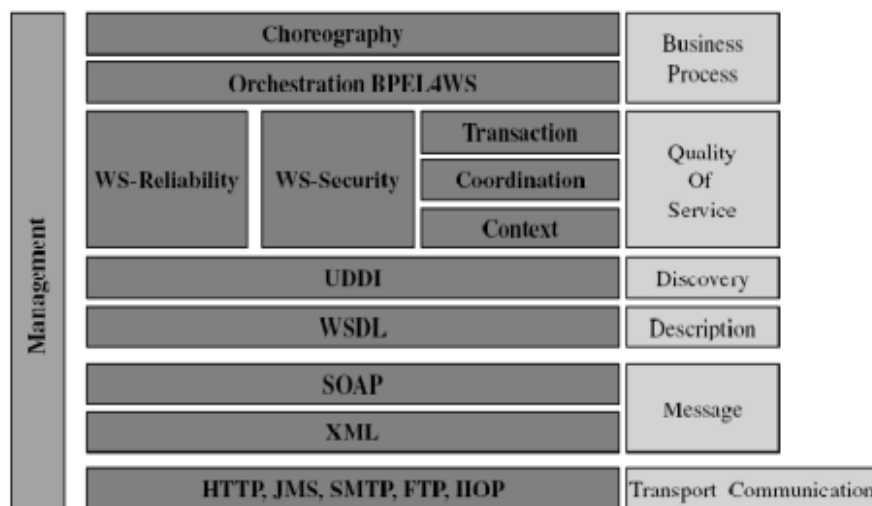 Management
Choreography
Orchestration BPEL4WS
Business
Process
WS-Reliability
WS-Security
Transaction
Coordination
Context
Quality
Of
Service
UDDI
Discovery
WSDL
Description
SOAP
XML
Message
HTTP, JMS, SMTP, FTP, IIOP
Transport Communication